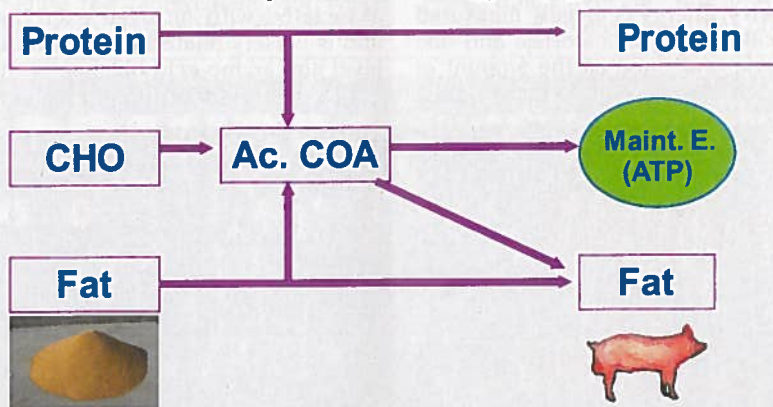 Protein
Protein
CHO
Ac. COA
Maint. E.
(ATP)
Fat
Fat